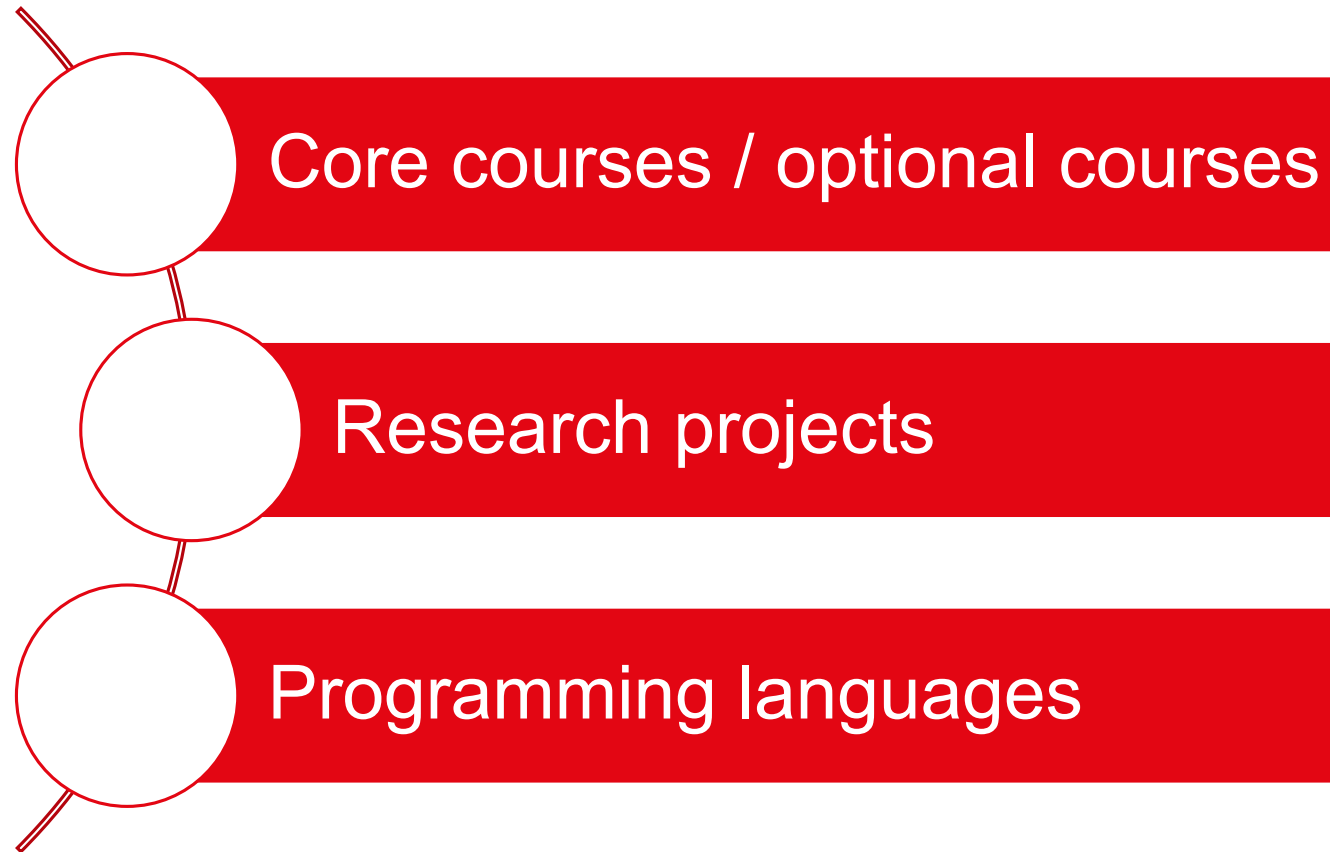 Core courses / optional courses
Research projects
Programming languages